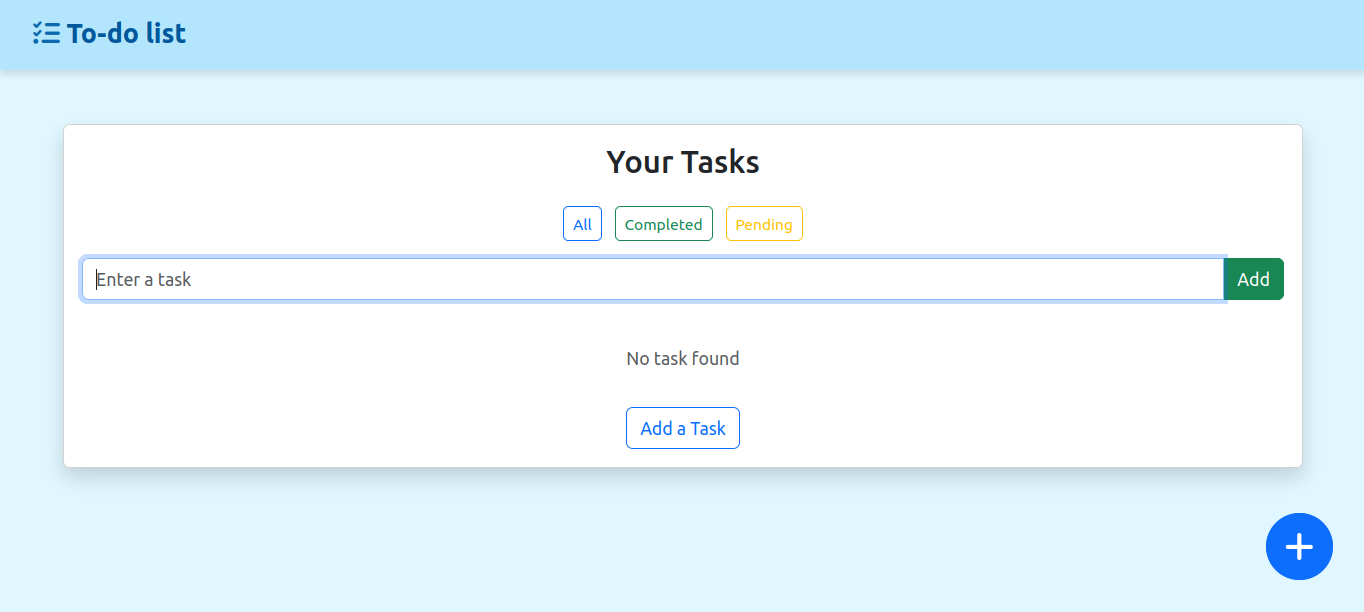 To-do list
Your Tasks
All Completed Pending
Enter a task Add
No task found
Add a Task